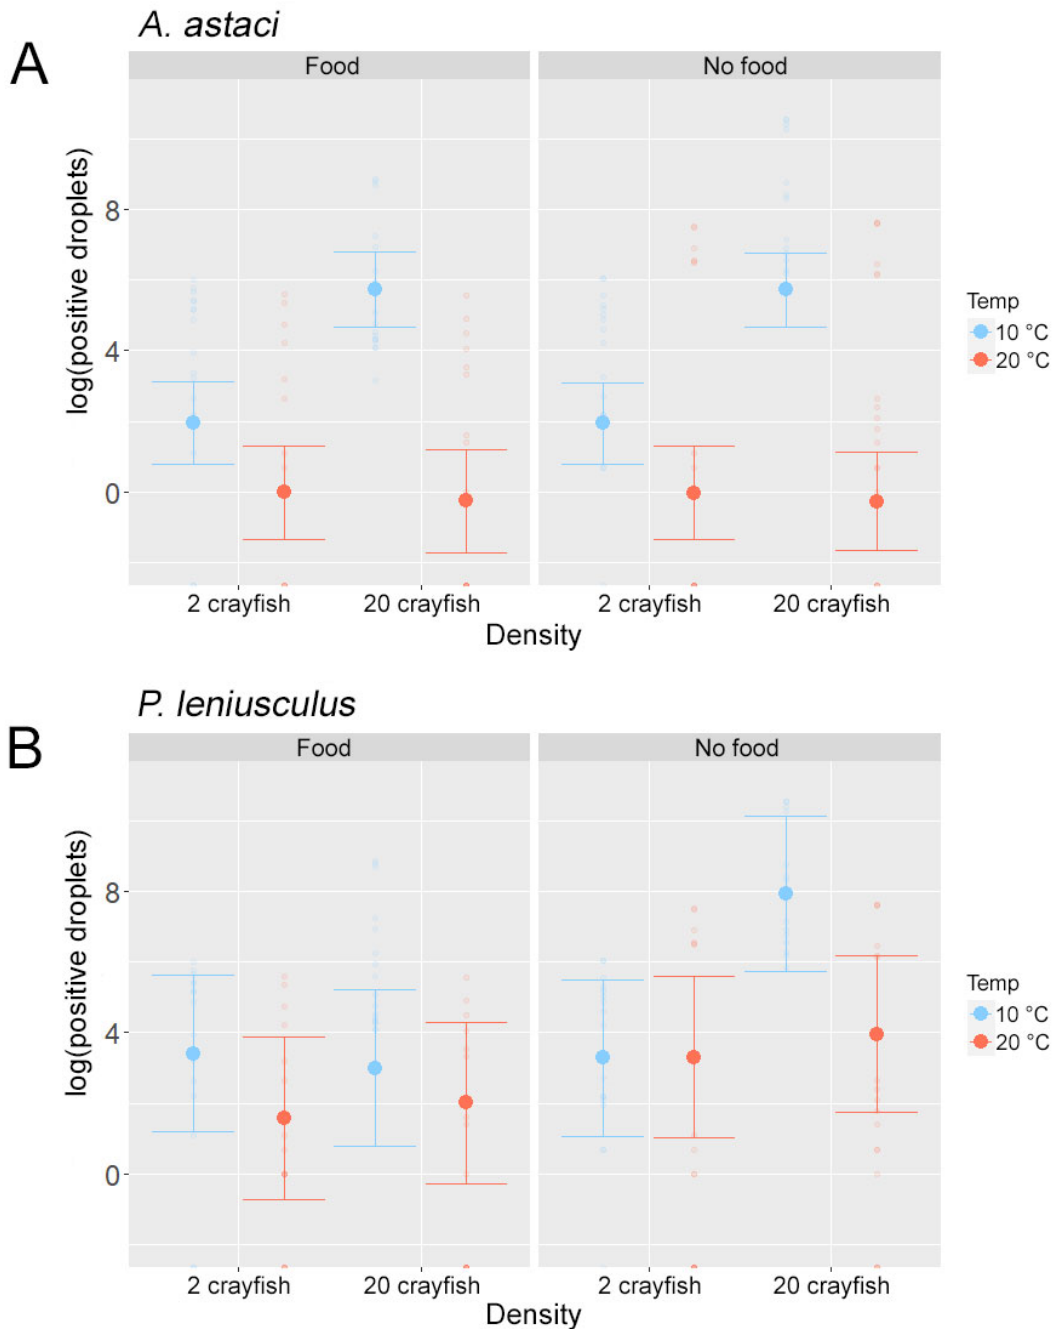 A. astaci
A
Food
No food
log(positive droplets)
8
4
0
2 crayfish
20 crayfish
2 crayfish
20 crayfish
Density
Temp
10 °C
20 °C
P. leniusculus
B
Food
No food
log(positive droplets)
8
4
0
2 crayfish
20 crayfish
2 crayfish
20 crayfish
Density
Temp
10 °C
20 °C